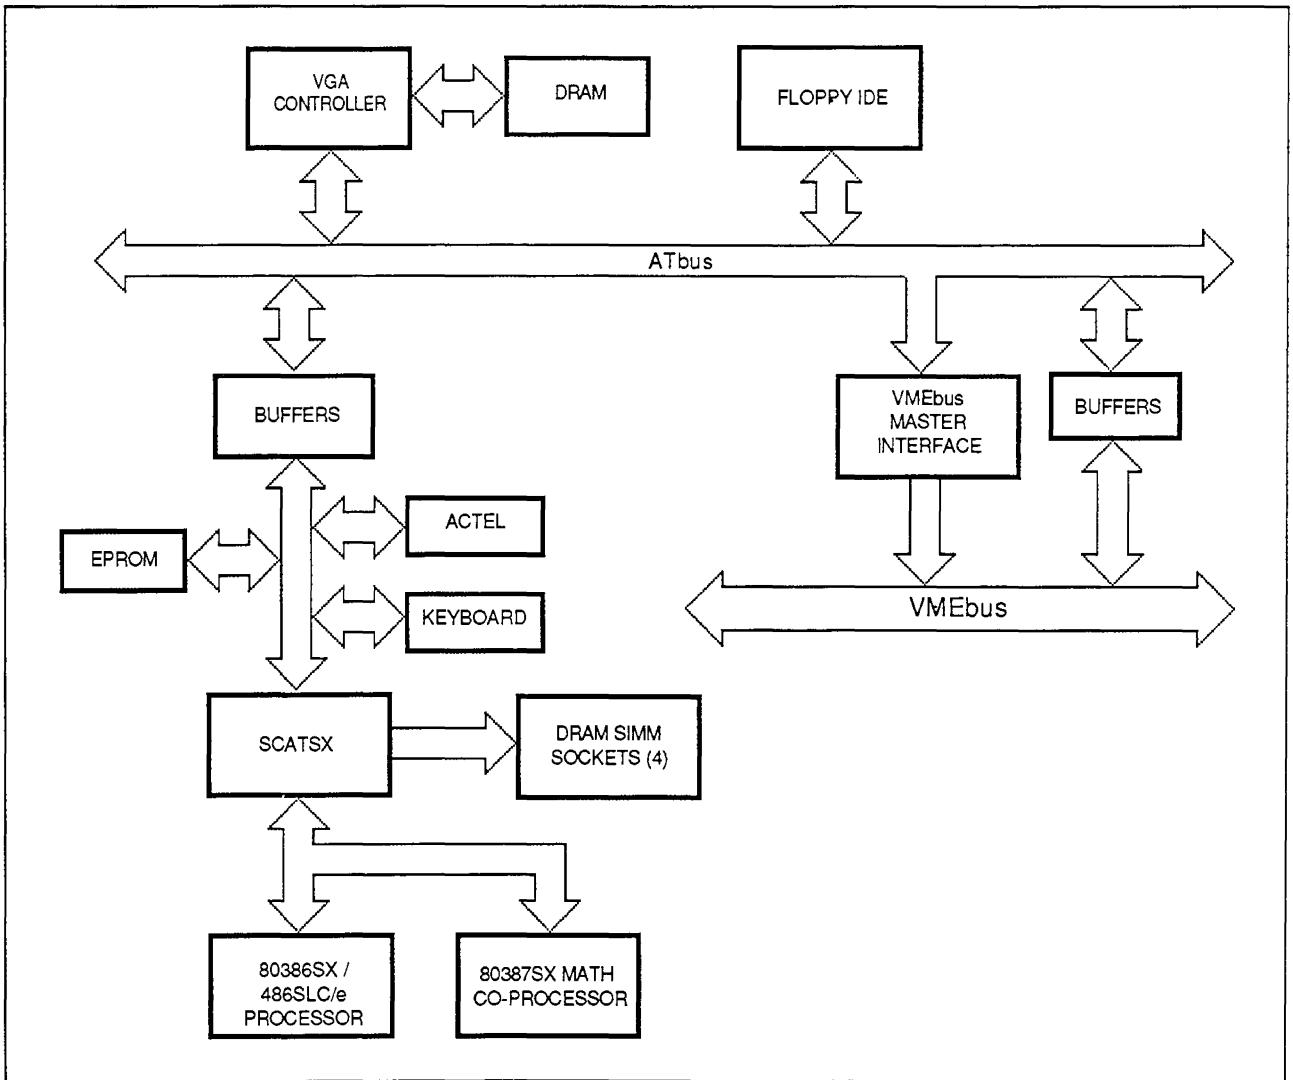 VGA
CONTROLLER
DRAM
FLOPPY IDE
ATbus
BUFFERS
VMEbus
MASTER
INTERFACE
BUFFERS
ACTEL
EPROM
KEYBOARD
VMEbus
SCATSX
DRAM SIMM
SOCKETS (4)
80386SX /
486SLC/e
PROCESSOR
80387SX MATH
CO-PROCESSOR